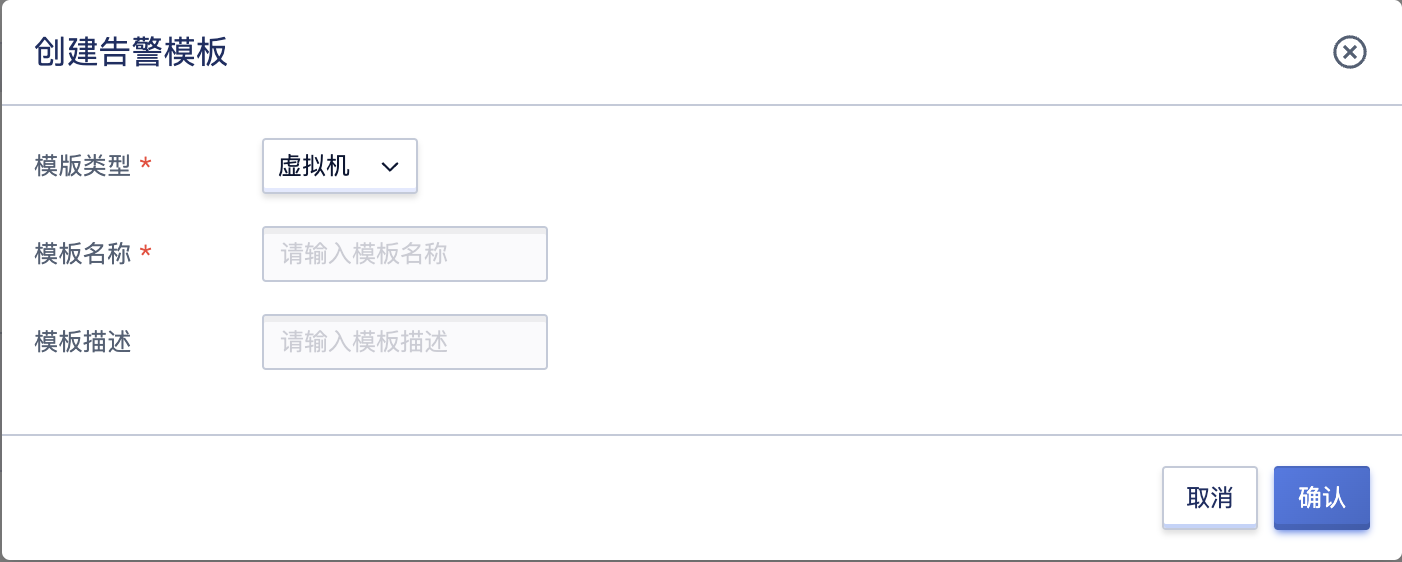 创建告警模板
模版类型 *
虚拟机
模板名称 *
请输入模板名称
模板描述
请输入模板描述
取消
确认